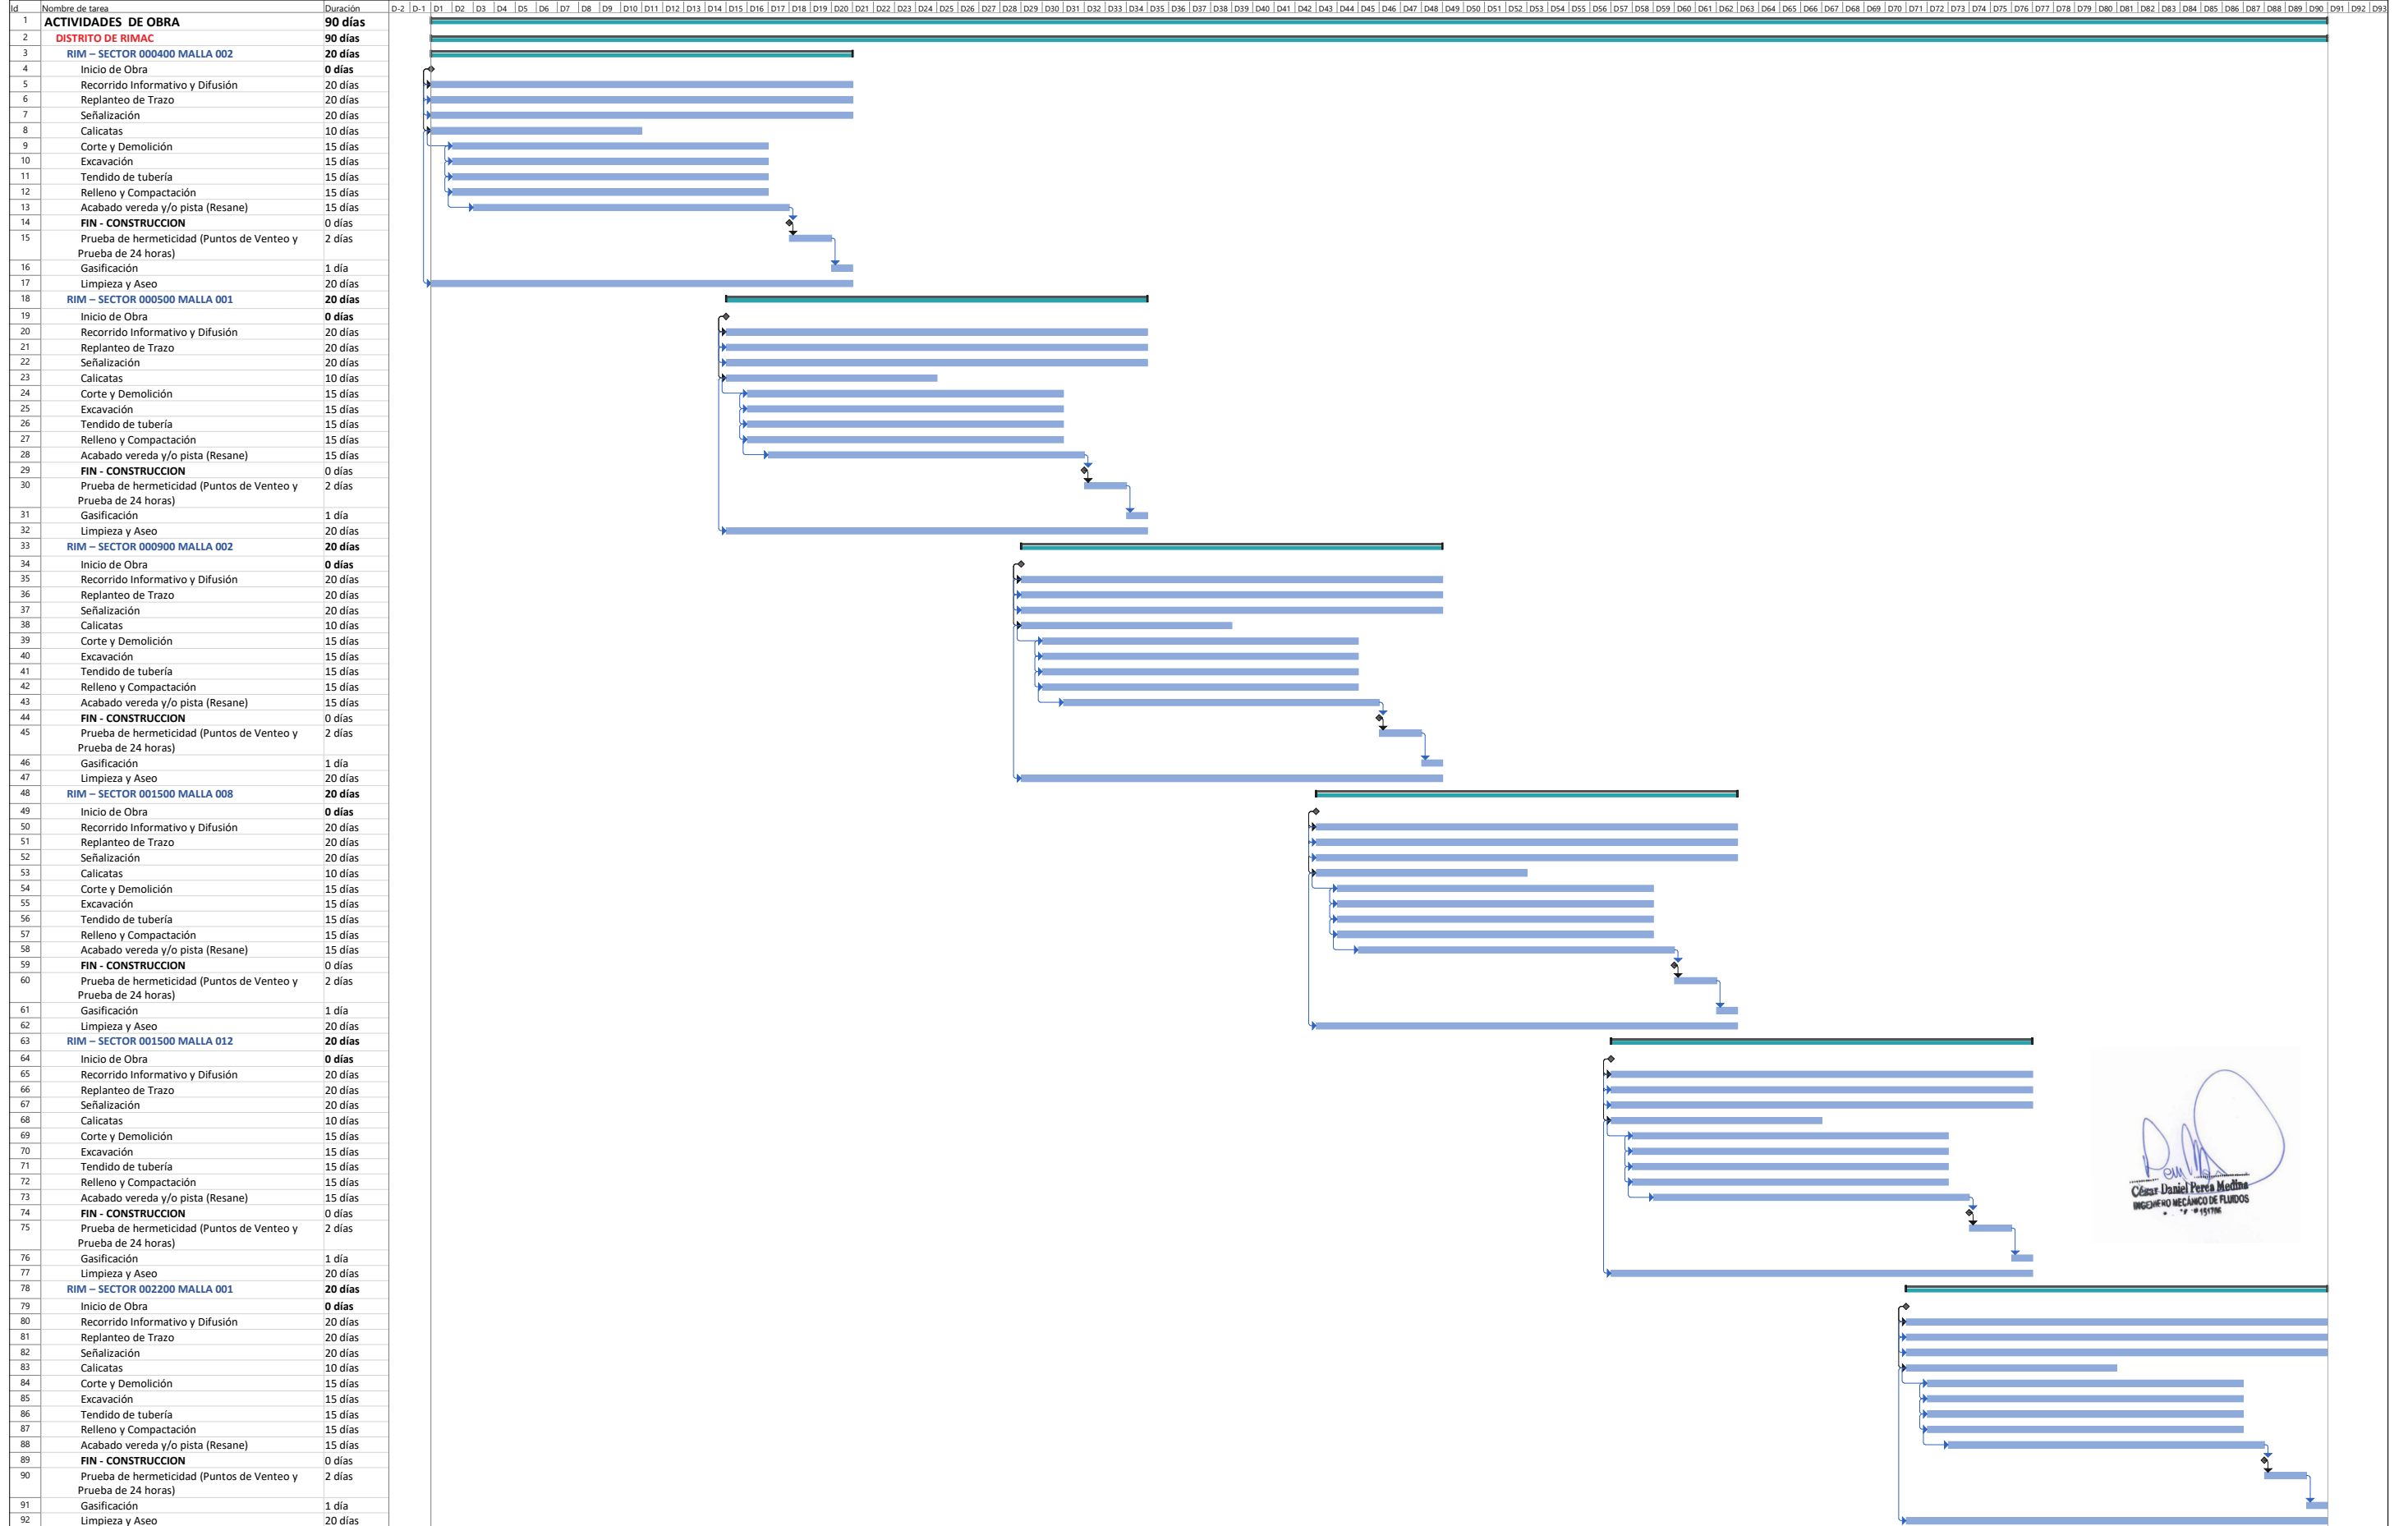 Id Nombre de tarea Duración D-2 D-1 D1 D2 D3 D4 D5 D6 D7 D8 D9 D10 D11 D12 D13 D14 D15 D16 D17 D18 D19 D20 D21 D22 D23 D24 D25 D26 D27 D28 D29 D30 D31 D32 D33 D34 D35 D36 D37 D38 D39 D40 D41 D42 D43 D44 D45 D46 D47 D48 D49 D50 D51 D52 D53 D54 D55 D56 D57 D58 D59 D60 D61 D62 D63 D64 D65 D66 D67 D68 D69 D70 D71 D72 D73 D74 D75 D76 D77 D78 D79 D80 D81 D82 D83 D84 D85 D86 D87 D88 D89 D90 D91 D92 D93
1 ACTIVIDADES DE OBRA 90 días
2 DISTRITO DE RIMAC 90 días
3 RIM – SECTOR 000400 MALLA 002 20 días
4 Inicio de Obra 0 días
5 Recorrido Informativo y Difusión 20 días
6 Replanteo de Trazo 20 días
7 Señalización 20 días
8 Calicatas 10 días
9 Corte y Demolición 15 días
10 Excavación 15 días
11 Tendido de tubería 15 días
12 Relleno y Compactación 15 días
13 Acabado vereda y/o pista (Resane) 15 días
14 FIN - CONSTRUCCION 0 días
15 Prueba de hermeticidad (Puntos de Venteo y 2 días
Prueba de 24 horas)
16 Gasificación 1 día
17 Limpieza y Aseo 20 días
18 RIM – SECTOR 000500 MALLA 001 20 días
19 Inicio de Obra 0 días
20 Recorrido Informativo y Difusión 20 días
21 Replanteo de Trazo 20 días
22 Señalización 20 días
23 Calicatas 10 días
24 Corte y Demolición 15 días
25 Excavación 15 días
26 Tendido de tubería 15 días
27 Relleno y Compactación 15 días
28 Acabado vereda y/o pista (Resane) 15 días
29 FIN - CONSTRUCCION 0 días
30 Prueba de hermeticidad (Puntos de Venteo y 2 días
Prueba de 24 horas)
31 Gasificación 1 día
32 Limpieza y Aseo 20 días
33 RIM – SECTOR 000900 MALLA 002 20 días
34 Inicio de Obra 0 días
35 Recorrido Informativo y Difusión 20 días
36 Replanteo de Trazo 20 días
37 Señalización 20 días
38 Calicatas 10 días
39 Corte y Demolición 15 días
40 Excavación 15 días
41 Tendido de tubería 15 días
42 Relleno y Compactación 15 días
43 Acabado vereda y/o pista (Resane) 15 días
44 FIN - CONSTRUCCION 0 días
45 Prueba de hermeticidad (Puntos de Venteo y 2 días
Prueba de 24 horas)
46 Gasificación 1 día
47 Limpieza y Aseo 20 días
48 RIM – SECTOR 001500 MALLA 008 20 días
49 Inicio de Obra 0 días
50 Recorrido Informativo y Difusión 20 días
51 Replanteo de Trazo 20 días
52 Señalización 20 días
53 Calicatas 10 días
54 Corte y Demolición 15 días
55 Excavación 15 días
56 Tendido de tubería 15 días
57 Relleno y Compactación 15 días
58 Acabado vereda y/o pista (Resane) 15 días
59 FIN - CONSTRUCCION 0 días
60 Prueba de hermeticidad (Puntos de Venteo y 2 días
Prueba de 24 horas)
61 Gasificación 1 día
62 Limpieza y Aseo 20 días
63 RIM – SECTOR 001500 MALLA 012 20 días
64 Inicio de Obra 0 días
65 Recorrido Informativo y Difusión 20 días
66 Replanteo de Trazo 20 días
67 Señalización 20 días
68 Calicatas 10 días
69 Corte y Demolición 15 días
70 Excavación 15 días
71 Tendido de tubería 15 días
72 Relleno y Compactación 15 días
73 Acabado vereda y/o pista (Resane) 15 días
74 FIN - CONSTRUCCION 0 días
75 Prueba de hermeticidad (Puntos de Venteo y 2 días
Prueba de 24 horas)
76 Gasificación 1 día
77 Limpieza y Aseo 20 días
César Daniel Perea Medina
INGENIERO MECÁNICO DE FLUIDOS
151786
78 RIM – SECTOR 002200 MALLA 001 20 días
79 Inicio de Obra 0 días
80 Recorrido Informativo y Difusión 20 días
81 Replanteo de Trazo 20 días
82 Señalización 20 días
83 Calicatas 10 días
84 Corte y Demolición 15 días
85 Excavación 15 días
86 Tendido de tubería 15 días
87 Relleno y Compactación 15 días
88 Acabado vereda y/o pista (Resane) 15 días
89 FIN - CONSTRUCCION 0 días
90 Prueba de hermeticidad (Puntos de Venteo y 2 días
Prueba de 24 horas)
91 Gasificación 1 día
92 Limpieza y Aseo 20 días